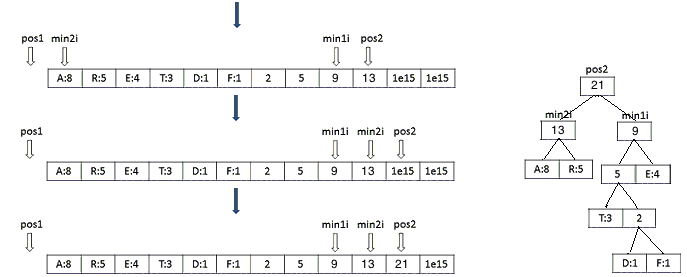 pos1 min2i min1i pos2
A:8 R:5 E:4 T:3 D:1 F:1 2 5 9 13 1e15 1e15
pos1 min1i min2i pos2
A:8 R:5 E:4 T:3 D:1 F:1 2 5 9 13 1e15 1e15
pos1 min1i min2i pos2
A:8 R:5 E:4 T:3 D:1 F:1 2 5 9 13 21 1e15
pos2
21
min2i min1i
13 9
A:8 R:5 5 E:4
T:3 2
D:1 F:1